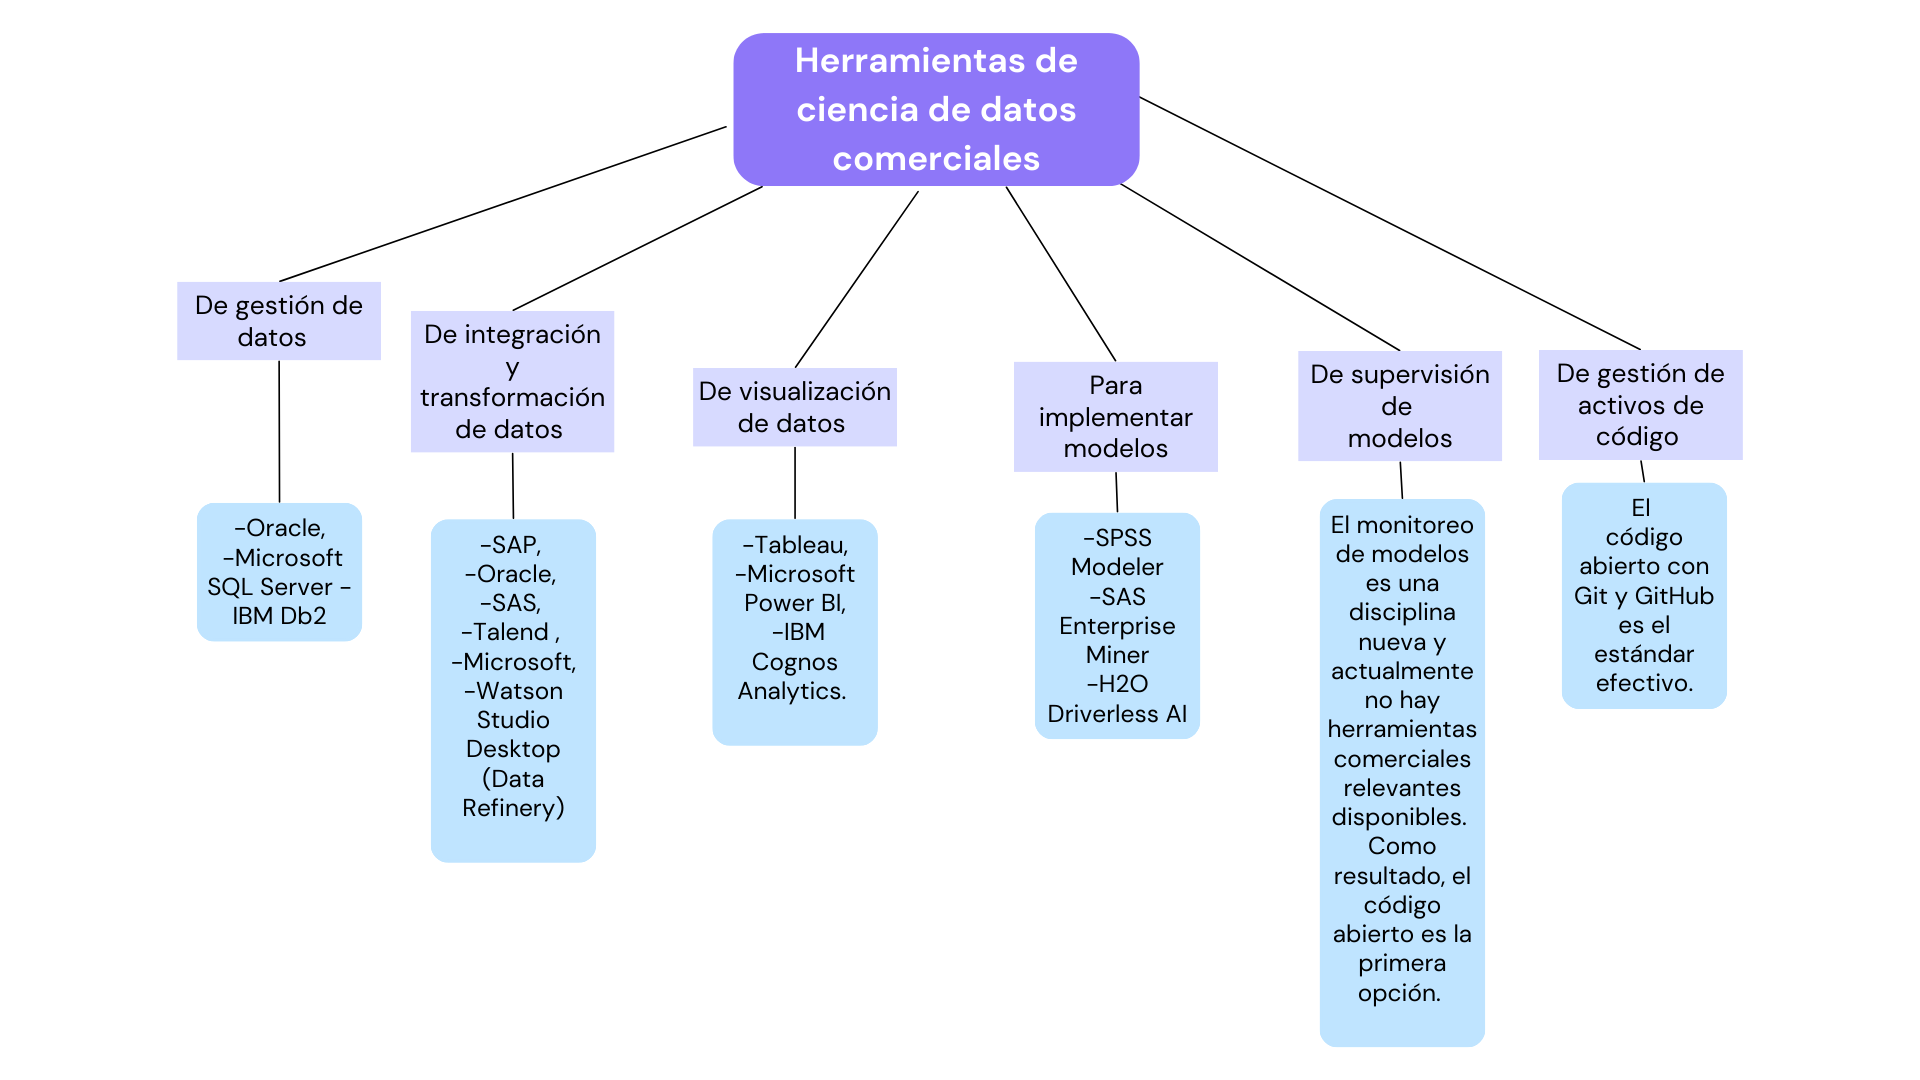 Herramientas de
ciencia de datos
comerciales
De gestión de
datos
-Oracle,
-Microsoft
SQL Server -
IBM Db2
De integración
y
transformación
de datos
-SAP,
-Oracle,
-SAS,
-Talend ,
-Microsoft,
-Watson
Studio
Desktop
(Data
Refinery)
De visualización
de datos
-Tableau,
-Microsoft
Power BI,
-IBM
Cognos
Analytics.
Para
implementar
modelos
-SPSS
Modeler
-SAS
Enterprise
Miner
-H2O
Driverless AI
De supervisión
de
modelos
El monitoreo
de modelos
es una
disciplina
nueva y
actualmente
no hay
herramientas
comerciales
relevantes
disponibles.
Como
resultado, el
código
abierto es la
primera
opción.
De gestión de
activos de
código
El
código
abierto con
Git y GitHub
es el
estándar
efectivo.